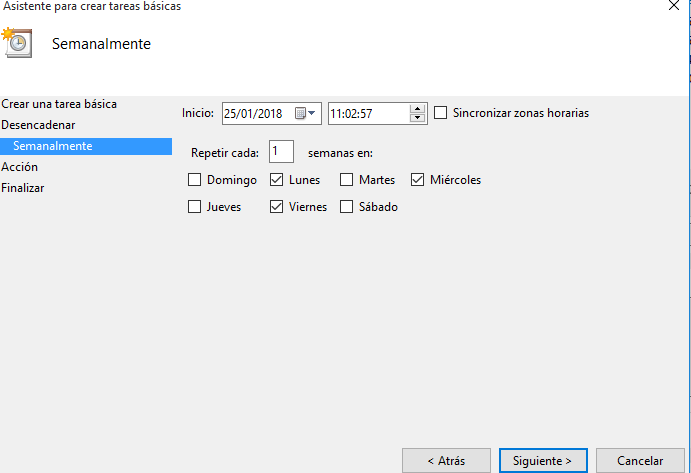 Asistente para crear tareas básicas
Semanalmente
Crear una tarea básica
Desencadenar
Semanalmente
Acción
Finalizar
Inicio: 25/01/2018 11:02:57 Sincronizar zonas horarias
Repetir cada: 1 semanas en:
Domingo Lunes Martes Miércoles
Jueves Viernes Sábado
< Atrás Siguiente > Cancelar